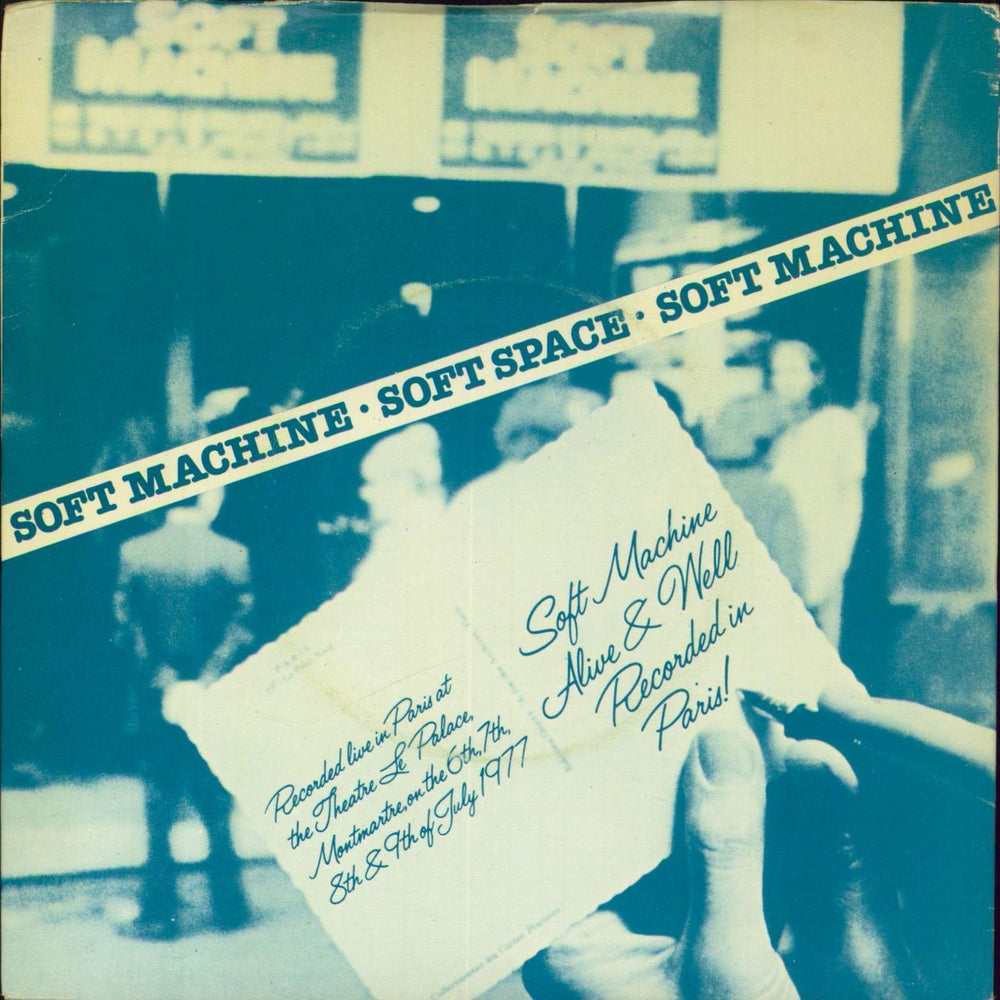 SOFT MACHINE
SOFT MACHINE
SOFT MACHINE · SOFT SPACE · SOFT MACHINE
Soft Machine
Alive & Well
Recorded in
Paris!
Recorded live in Paris at
the Theatre Le Palace,
Montmartre, on the 6th, 7th,
8th & 9th of July 1977